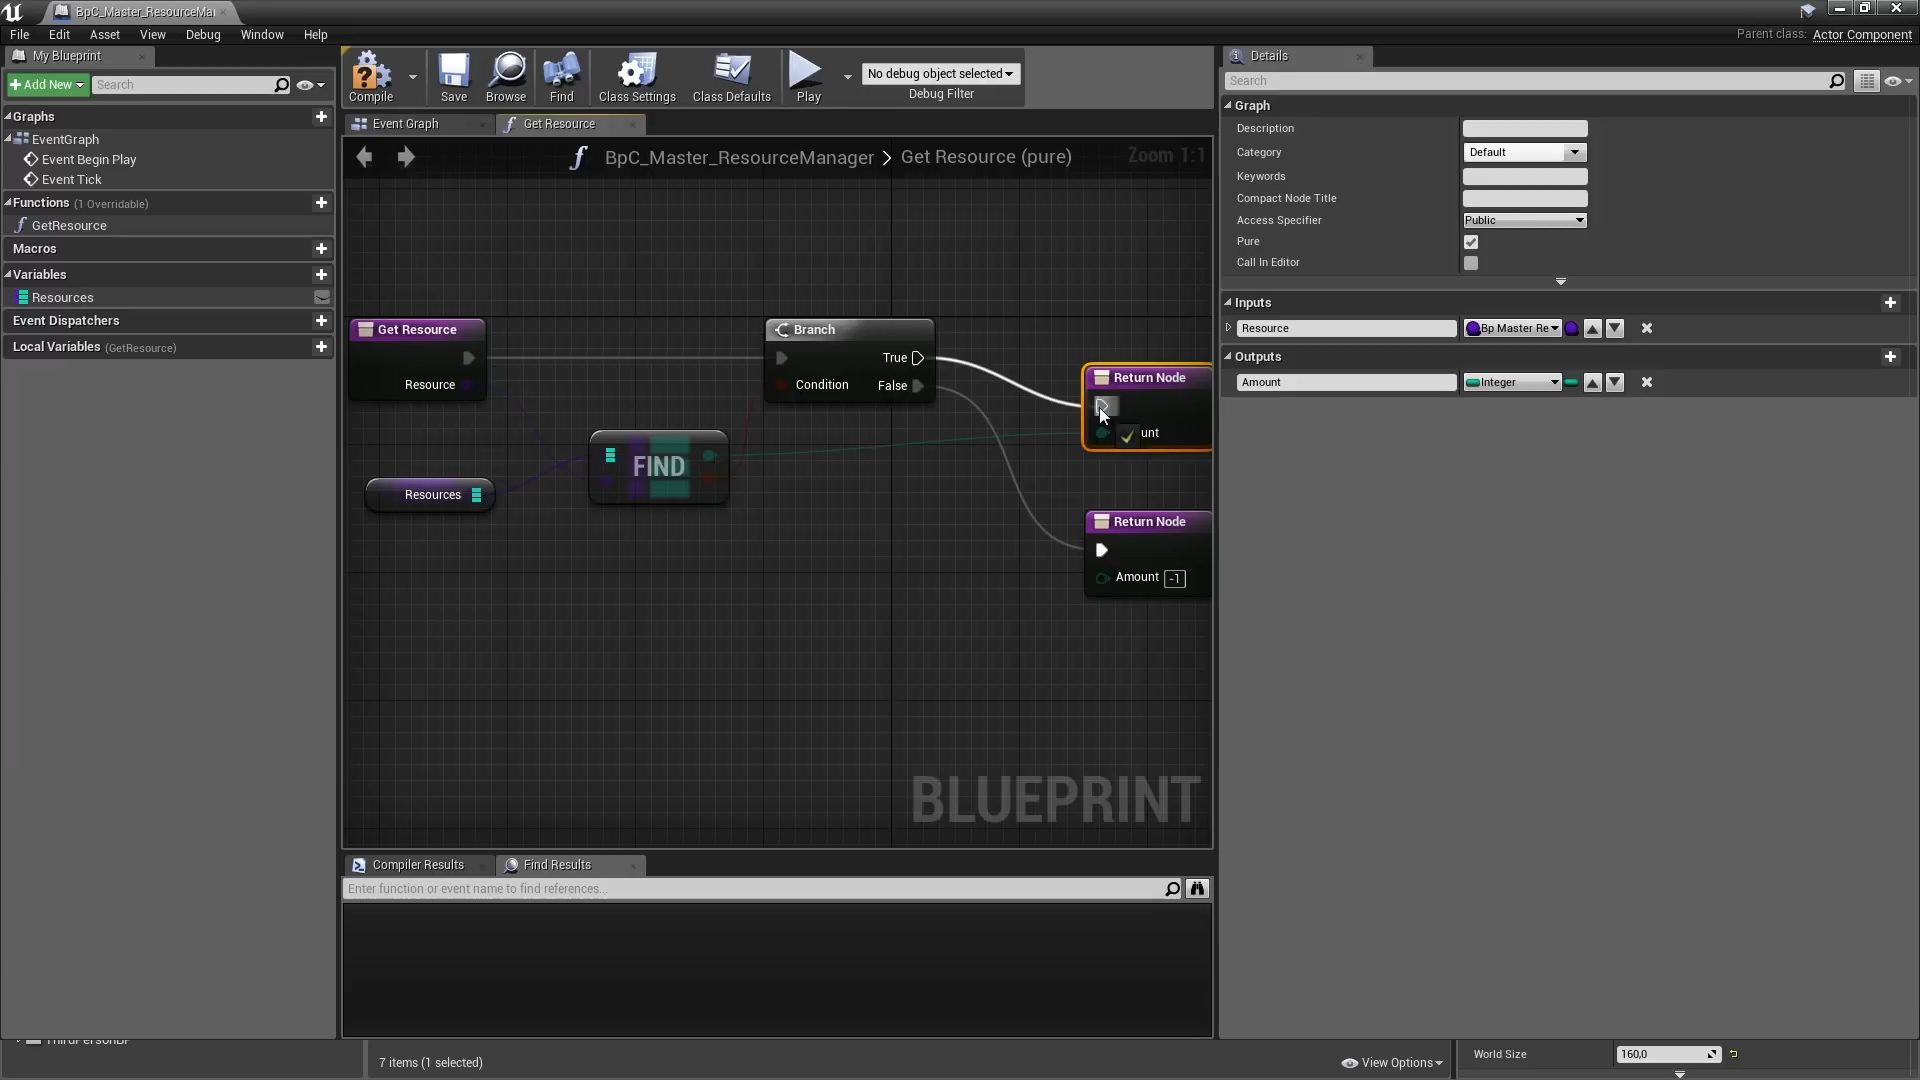 BpC_Master_ResourceMa
File Edit Asset View Debug Window Help
Parent class: Actor Component
My Blueprint
Add New
Search
Graphs
EventGraph
Event Begin Play
Event Tick
Functions (1 Overridable)
GetResource
Macros
Variables
Resources
Event Dispatchers
Local Variables (GetResource)
Compile
Save
Browse
Find
Class Settings
Class Defaults
Play
No debug object selected
Debug Filter
Event Graph
Get Resource
BpC_Master_ResourceManager > Get Resource (pure)
Zoom 1:1
Get Resource
Resource
Resources
FIND
Branch
True
Condition
False
Return Node
unt
Return Node
Amount -1
BLUEPRINT
Compiler Results
Find Results
Enter function or event name to find references...
Details
Search
Graph
Description
Category Default
Keywords
Compact Node Title
Access Specifier Public
Pure
Call In Editor
Inputs
Resource Bp Master Re
Outputs
Amount Integer
ThirdPersonBP
7 items (1 selected)
View Options
World Size 160,0